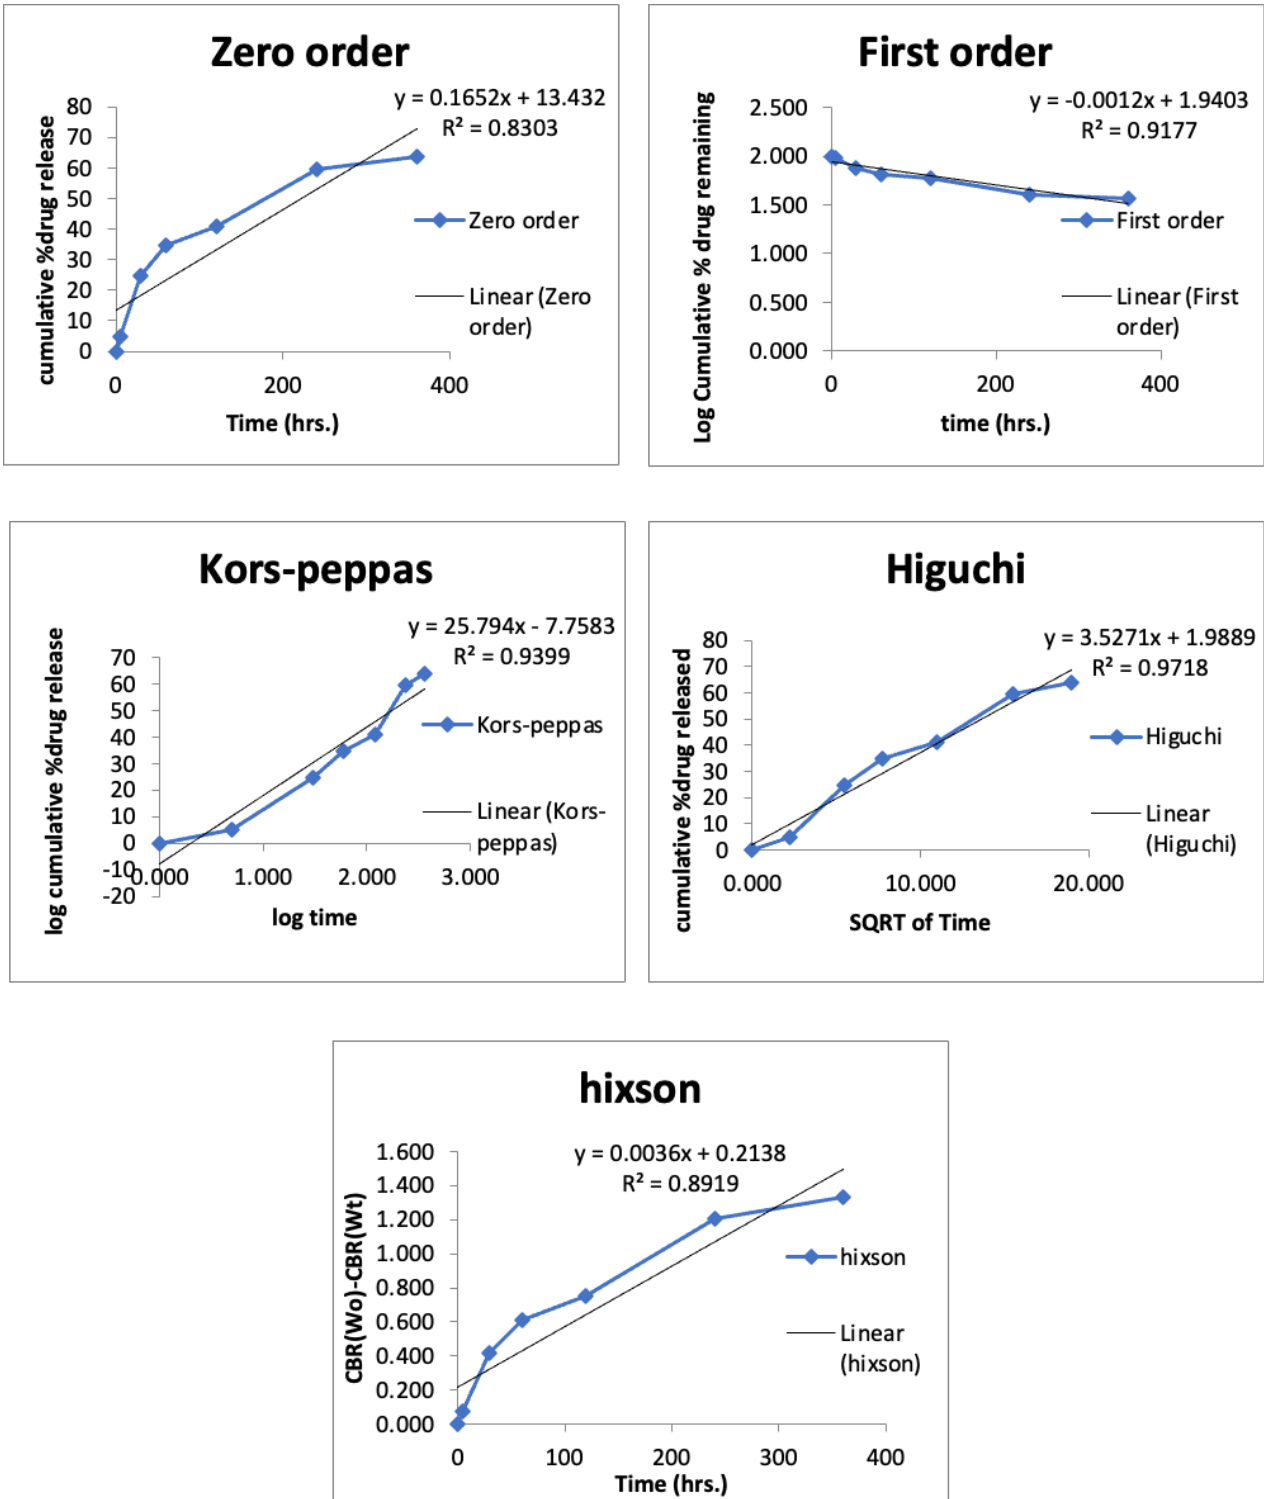 Zero order
y = 0.1652x + 13.432
R² = 0.8303
cumulative %drug release
80
70
60
50
40
30
20
10
0
0
200
400
Time (hrs.)
Zero order
Linear (Zero
order)
First order
y = -0.0012x + 1.9403
R² = 0.9177
Log Cumulative % drug remaining
2.500
2.000
1.500
1.000
0.500
0.000
0
200
400
time (hrs.)
First order
Linear (First
order)
Kors-peppas
y = 25.794x - 7.7583
R² = 0.9399
log cumulative %drug release
70
60
50
40
30
20
10
0
-10
-20
0.000
1.000
2.000
3.000
log time
Kors-peppas
Linear (Kors-
peppas)
Higuchi
y = 3.5271x + 1.9889
R² = 0.9718
cumulative %drug released
80
70
60
50
40
30
20
10
0
0.000
10.000
20.000
SQRT of Time
Higuchi
Linear
(Higuchi)
hixson
y = 0.0036x + 0.2138
R² = 0.8919
CBR(Wo)-CBR(Wt)
1.600
1.400
1.200
1.000
0.800
0.600
0.400
0.200
0.000
0
100
200
300
400
Time (hrs.)
hixson
Linear
(hixson)